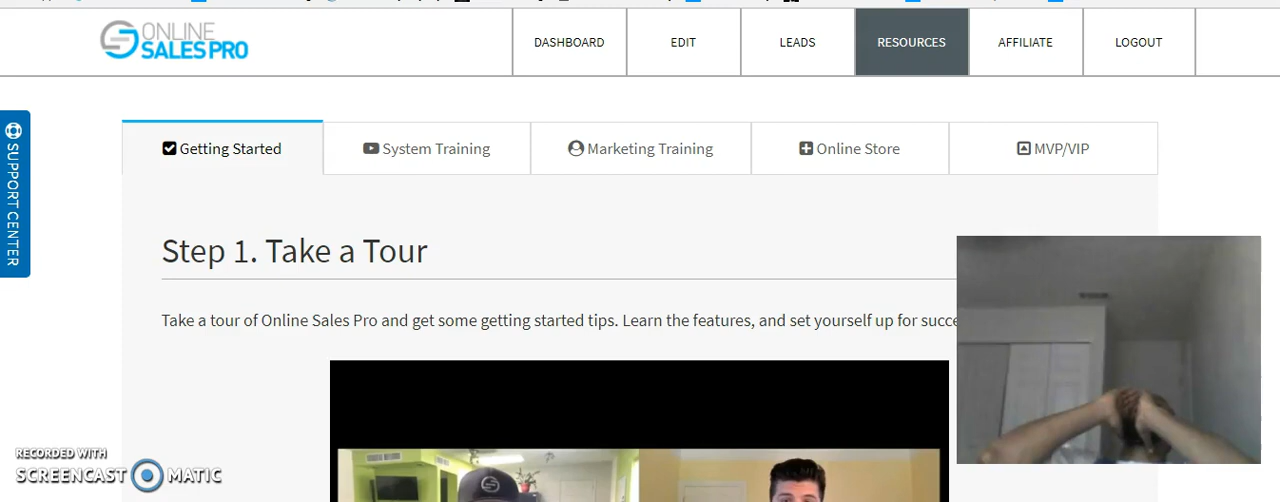 ONLINE
SALES PRO
DASHBOARD
EDIT
LEADS
RESOURCES
AFFILIATE
LOGOUT
SUPPORT CENTER
Getting Started
System Training
Marketing Training
Online Store
MVP/VIP
Step 1. Take a Tour
Take a tour of Online Sales Pro and get some getting started tips. Learn the features, and set yourself up for succe
RECORDED WITH
SCREENCAST MATIC